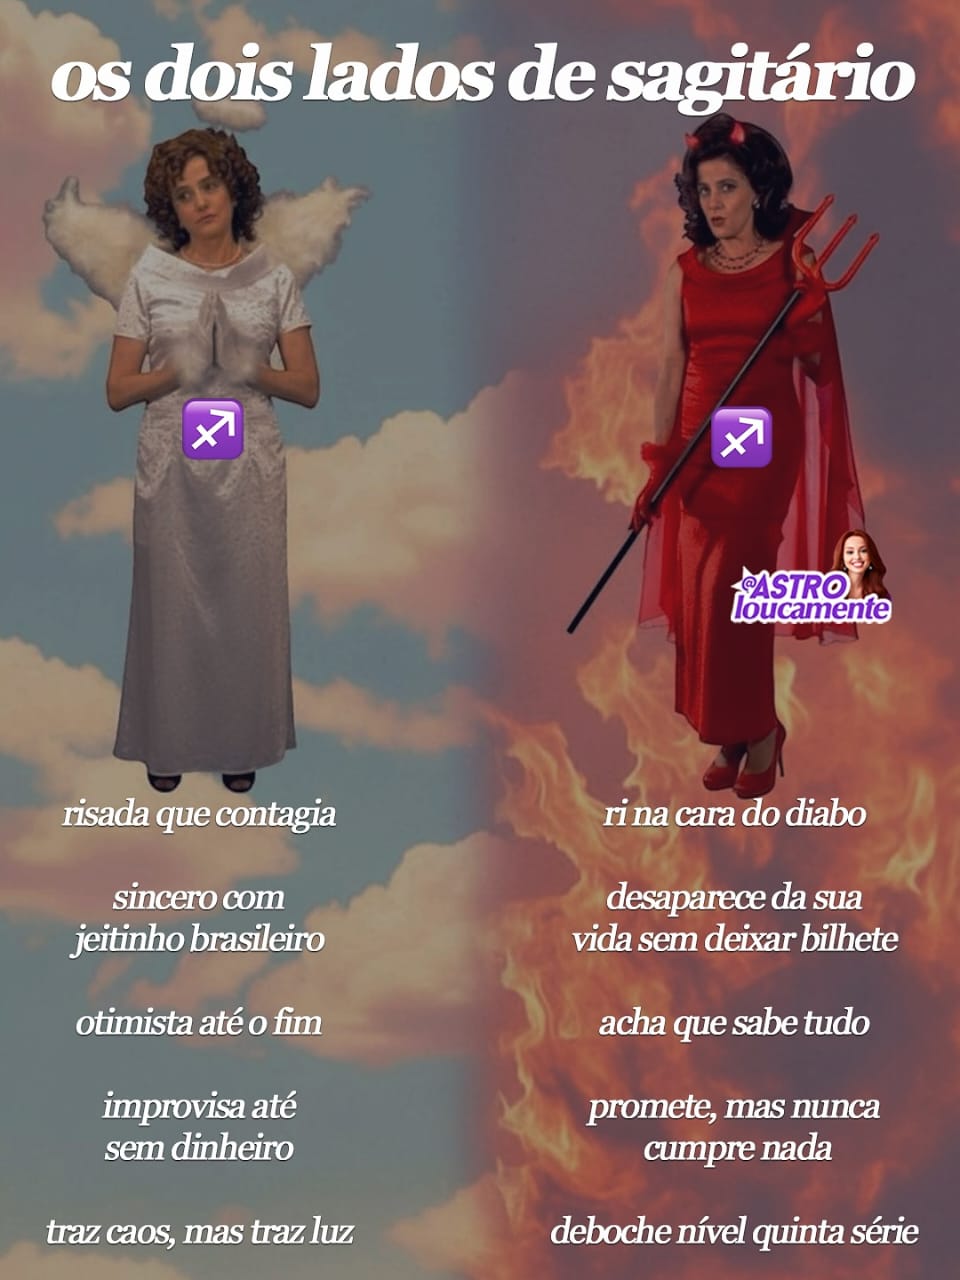 os dois lados de sagitário
@ASTRO
loucamente
risada que contagia
sincero com
jeitinho brasileiro
otimista até o fim
improvisa até
sem dinheiro
traz caos, mas traz luz
ri na cara do diabo
desaparece da sua
vida sem deixar bilhete
acha que sabe tudo
promete, mas nunca
cumpre nada
deboche nível quinta série